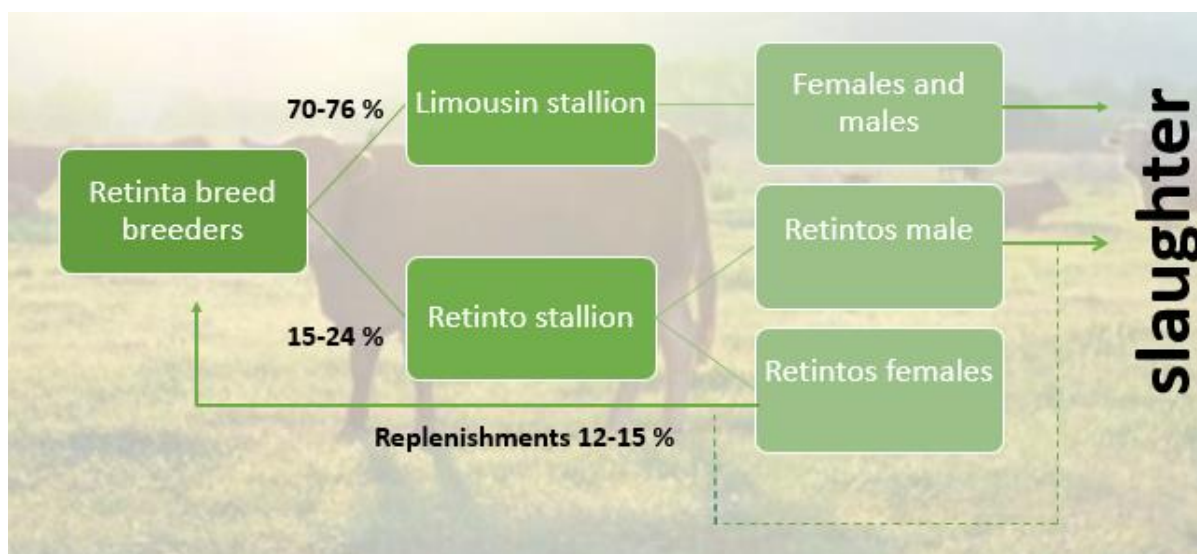 70-76 %
Limousin stallion
Females and
males
Retinta breed
breeders
Retintos male
15-24 %
Retinto stallion
Retintos females
Replenishments 12-15 %
slaughter